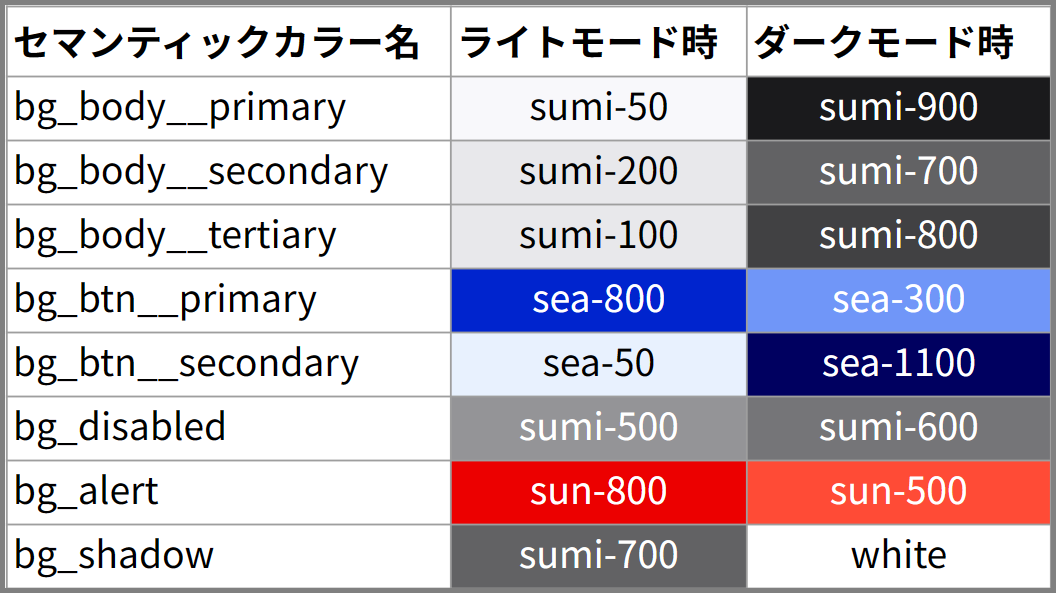 セマンティックカラー名 ライトモード時 ダークモード時
bg_body__primary sumi-50 sumi-900
bg_body__secondary sumi-200 sumi-700
bg_body__tertiary sumi-100 sumi-800
bg_btn__primary sea-800 sea-300
bg_btn__secondary sea-50 sea-1100
bg_disabled sumi-500 sumi-600
bg_alert sun-800 sun-500
bg_shadow sumi-700 white